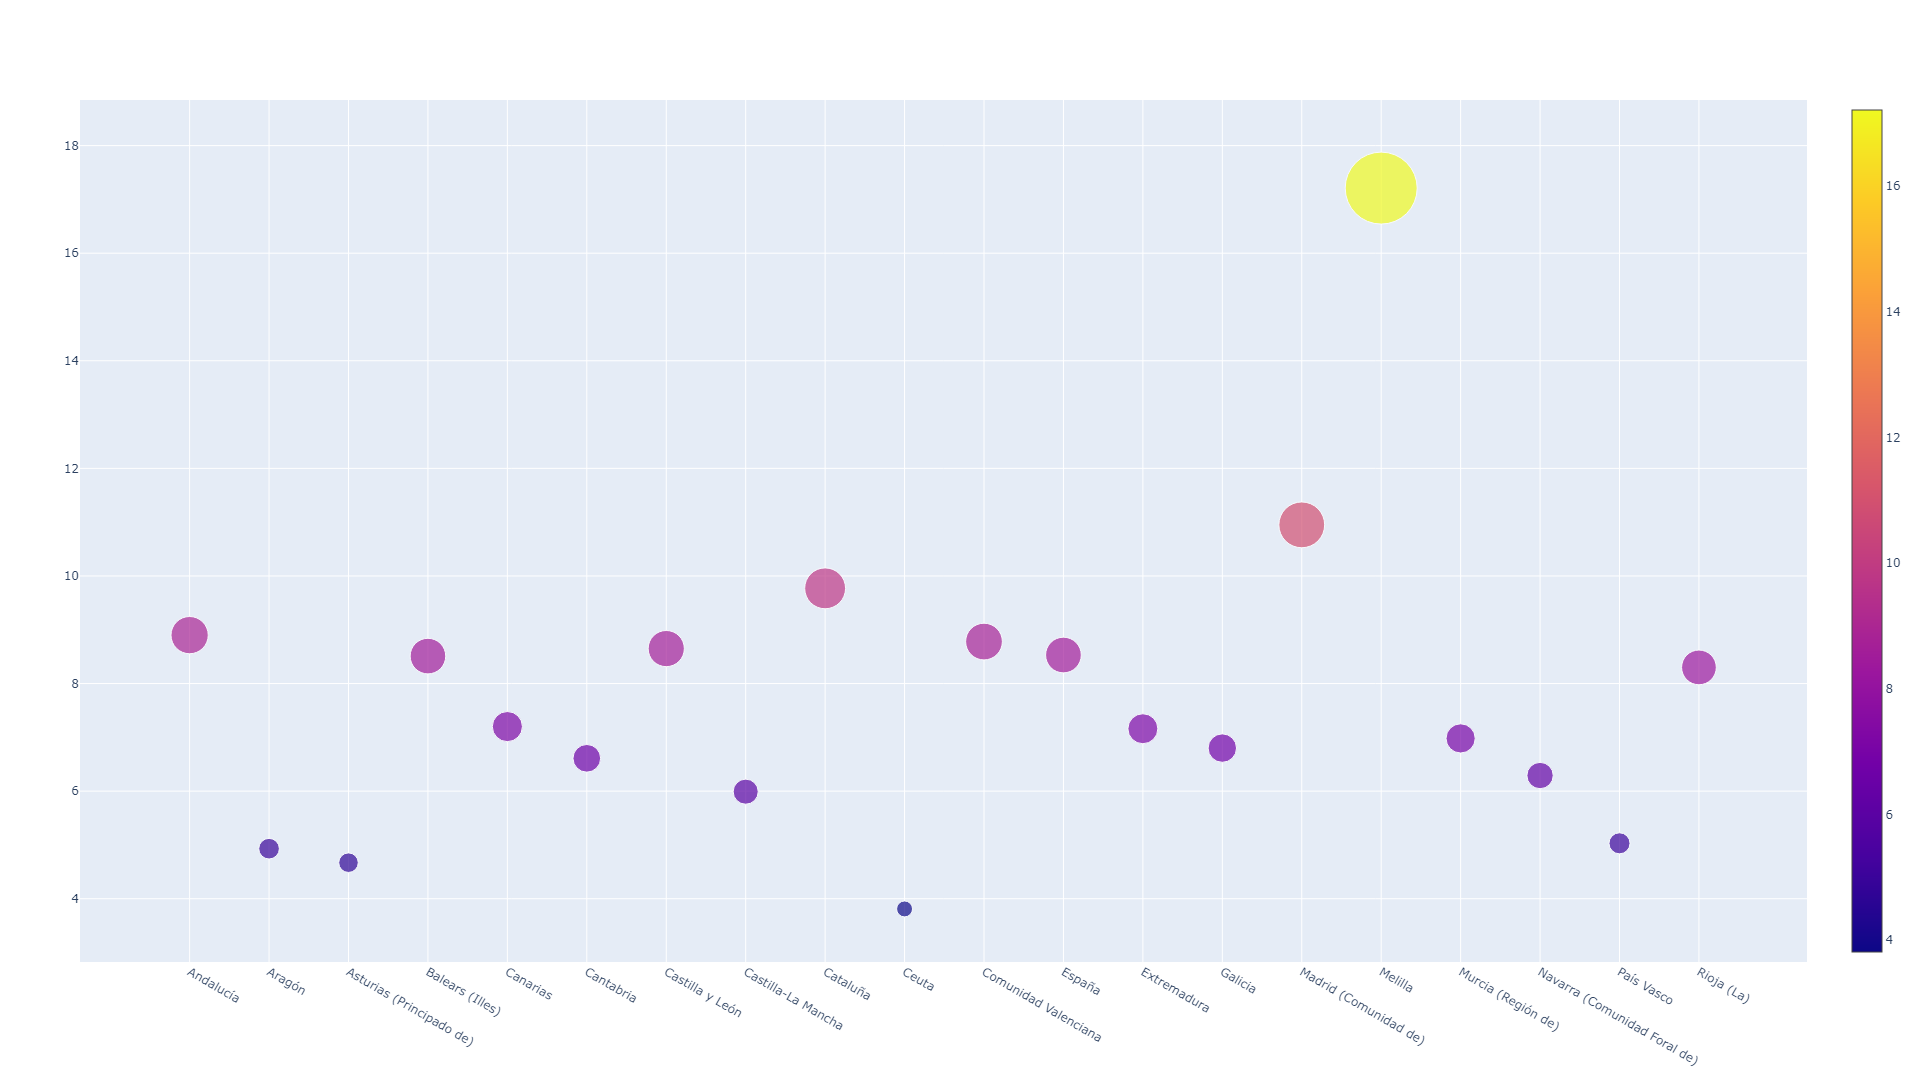 18
16
14
12
10
8
6
4
Andalucía
Aragón
Asturias (Principado de)
Balears (Illes)
Canarias
Cantabria
Castilla y León
Castilla-La Mancha
Cataluña
Ceuta
Comunidad Valenciana
España
Extremadura
Galicia
Madrid (Comunidad de)
Melilla
Murcia (Región de)
Navarra (Comunidad Foral de)
País Vasco
Rioja (La)
16
14
12
10
8
6
4